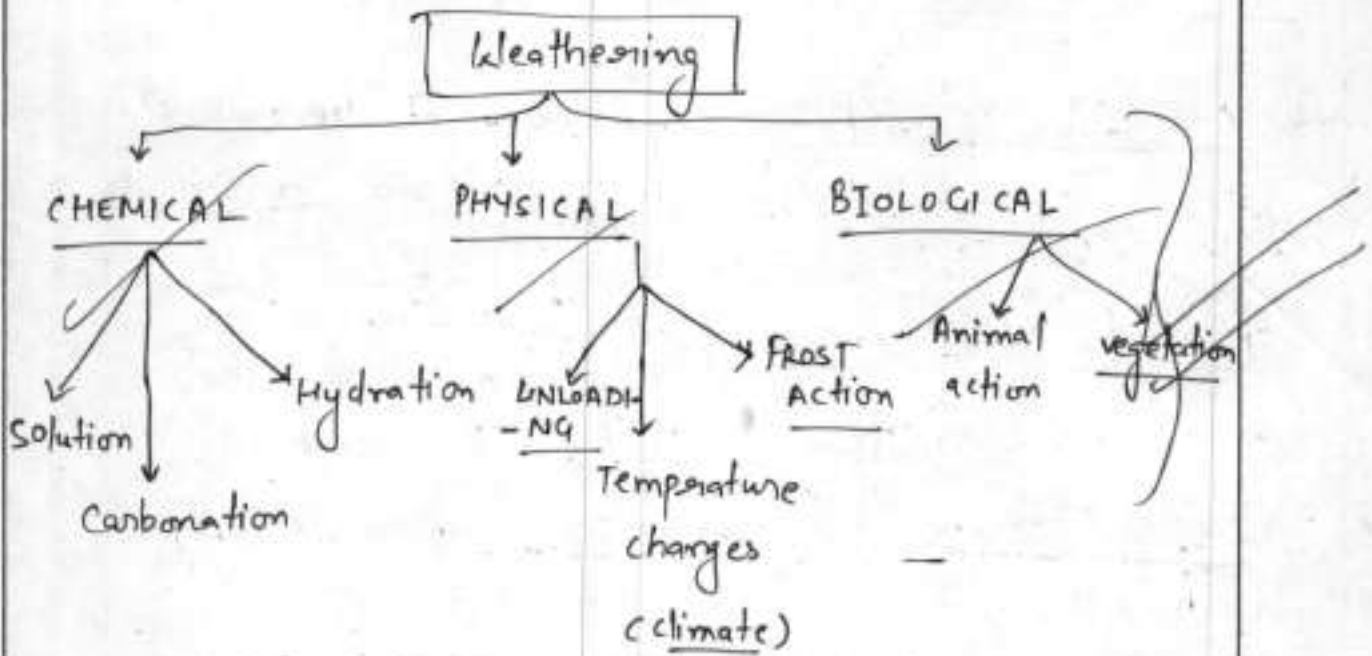 Weathering
CHEMICAL
PHYSICAL
BIOLOGICAL
Solution
Carbonation
Hydration
UNLOADI
-NG
Temperature
changes
(climate)
FROST
Action
Animal
action
vegetation